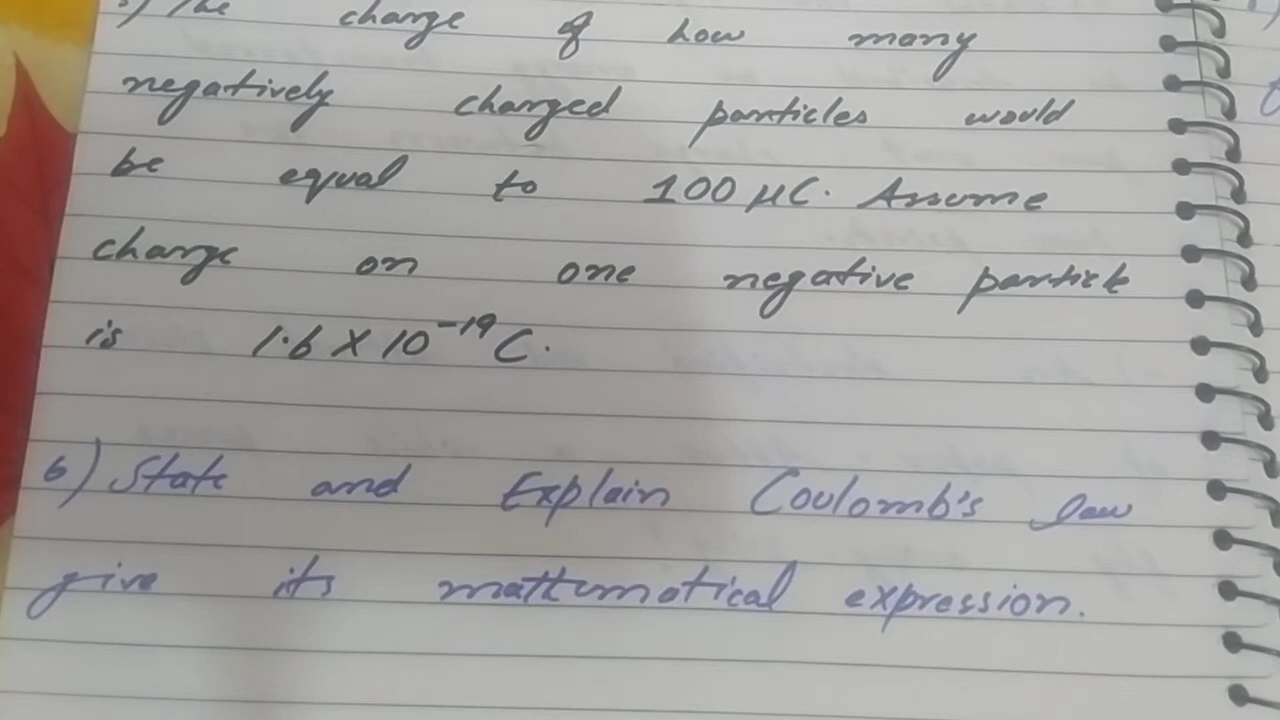 The charge of how many
negatively charged particles would
be equal to 100 μC. Assume
charge on one negative particle
is 1.6 X 10⁻¹⁹ C.
6) State and Explain Coulomb's law
give its mathematical expression.